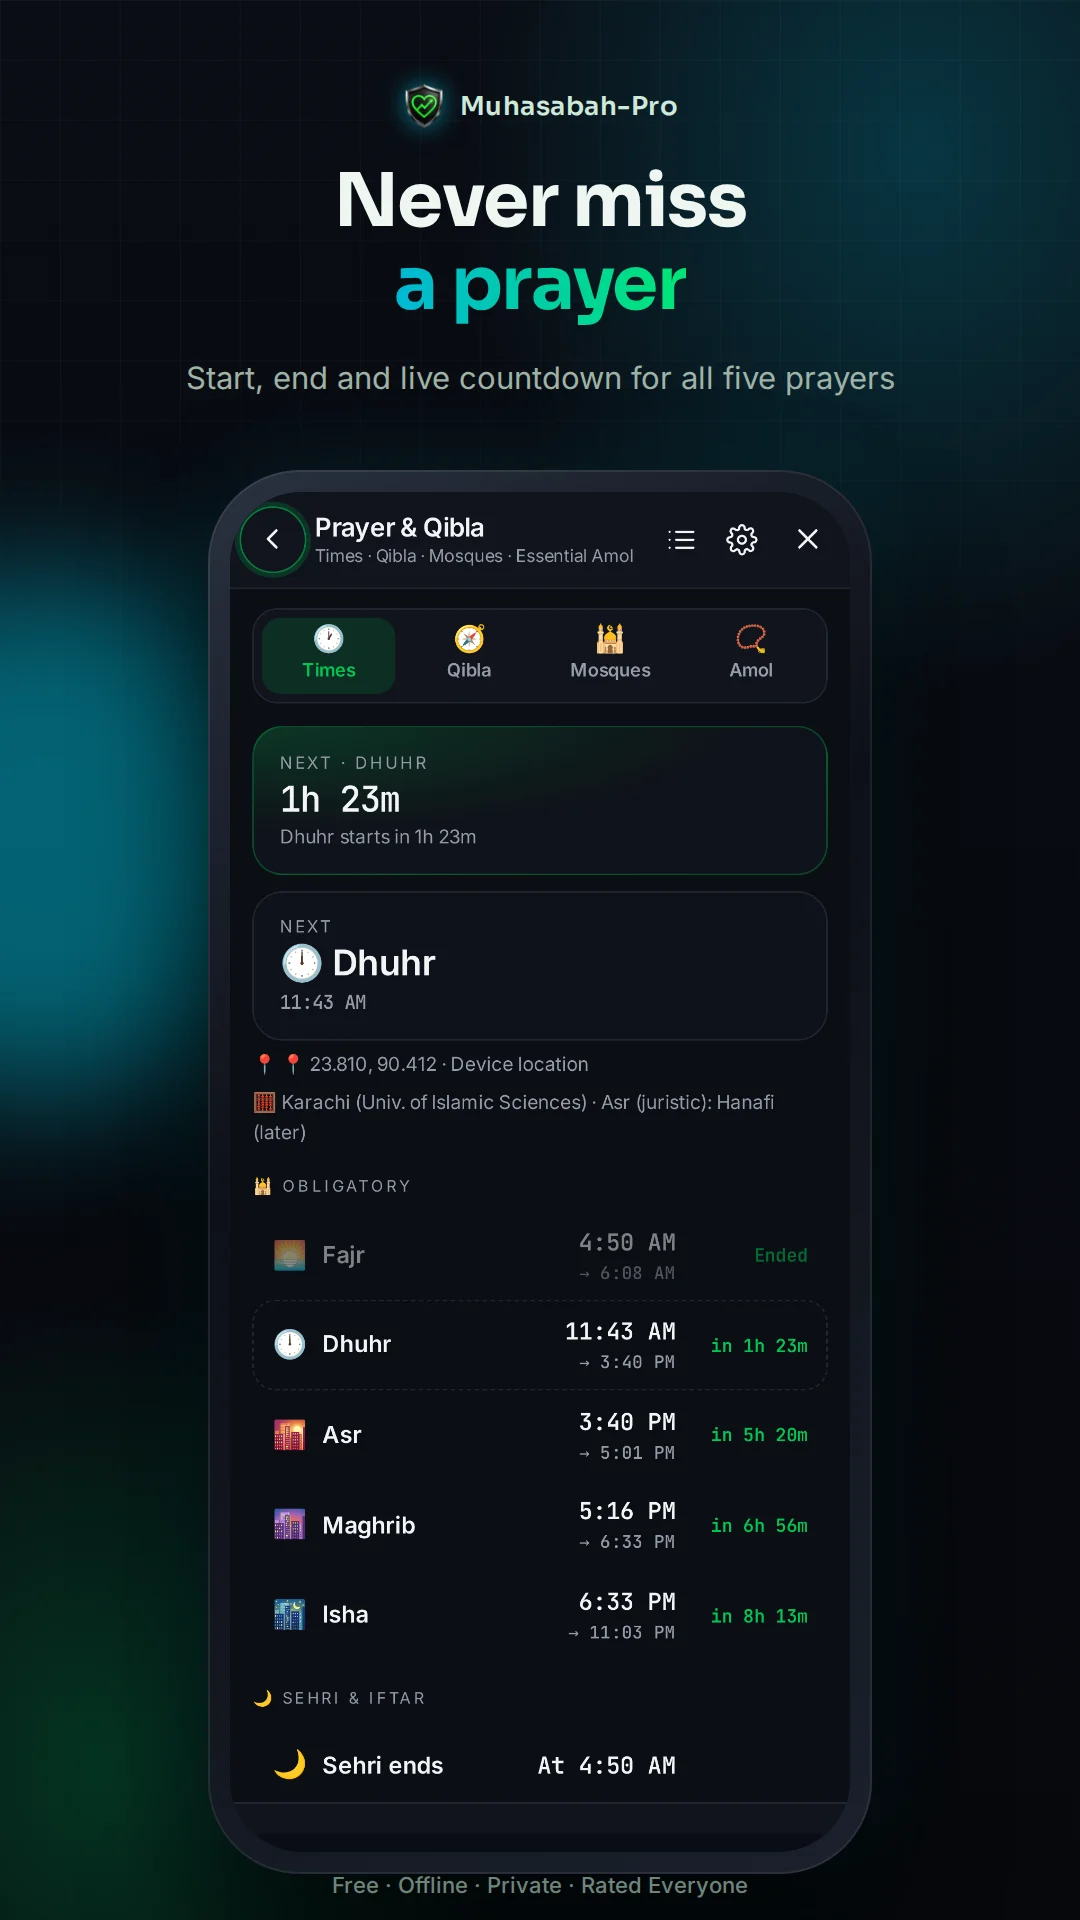 Muhasabah-Pro
Never miss
a prayer
Start, end and live countdown for all five prayers
Prayer & Qibla
Times · Qibla · Mosques · Essential Amol
Times
Qibla
Mosques
Amol
NEXT · DHUHR
1h 23m
Dhuhr starts in 1h 23m
NEXT
Dhuhr
11:43 AM
23.810, 90.412 · Device location
Karachi (Univ. of Islamic Sciences) · Asr (juristic): Hanafi
(later)
OBLIGATORY
Fajr
4:50 AM
→ 6:08 AM
Ended
Dhuhr
11:43 AM
→ 3:40 PM
in 1h 23m
Asr
3:40 PM
→ 5:01 PM
in 5h 20m
Maghrib
5:16 PM
→ 6:33 PM
in 6h 56m
Isha
6:33 PM
→ 11:03 PM
in 8h 13m
SEHRI & IFTAR
Sehri ends
At 4:50 AM
Free · Offline · Private · Rated Everyone